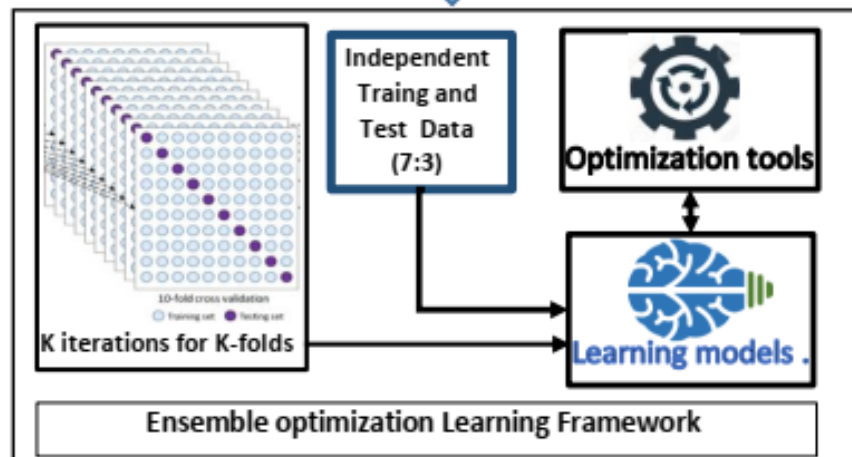 10-fold cross validation
Training set Testing set
K iterations for K-folds
Independent
Traing and
Test Data
(7:3)
Optimization tools
Learning models .
Ensemble optimization Learning Framework